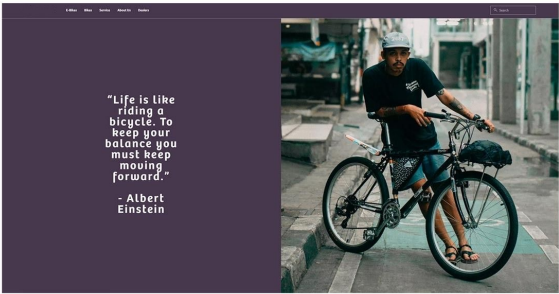 E-Bikes Bikes Service About Us Dealers Search
“Life is like
riding a
bicycle. To
keep your
balance you
must keep
moving
forward.”
- Albert
Einstein